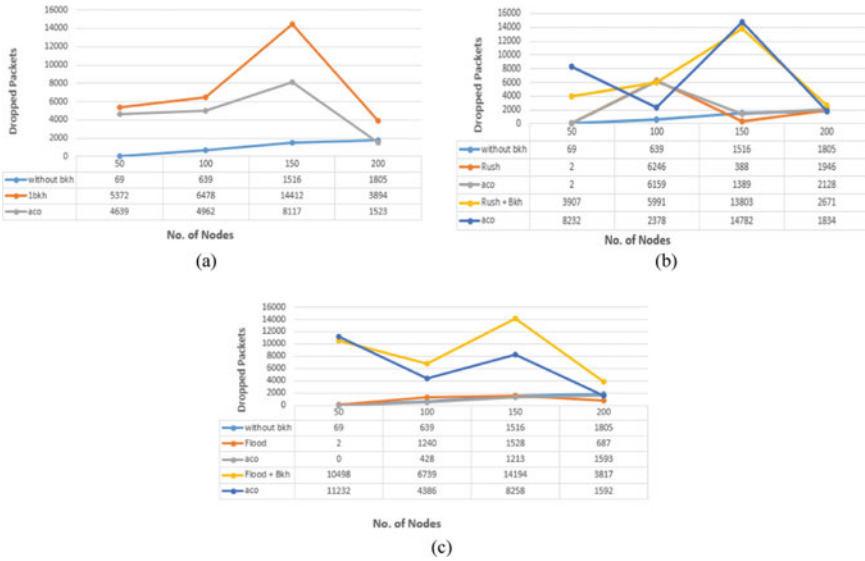 16000
14000
12000
10000
8000
6000
4000
2000
0
Dropped Packets
50 100 150 200
without bkh 69 639 1516 1805
1bkh 5372 6478 14412 3894
aco 4639 4962 8117 1523
No. of Nodes
(a)
16000
14000
12000
10000
8000
6000
4000
2000
0
Dropped Packets
50 100 150 200
without bkh 69 639 1516 1805
Rush 2 6246 388 1946
aco 2 6159 1389 2128
Rush + Bkh 3907 5991 13803 2671
aco 8232 2378 14782 1834
No. of Nodes
(b)
16000
14000
12000
10000
8000
6000
4000
2000
0
Dropped Packets
50 100 150 200
without bkh 69 639 1516 1805
Flood 2 1240 1528 687
aco 0 428 1213 1593
Flood + Bkh 10498 6739 14194 3817
aco 11232 4386 8258 1592
No. of Nodes
(c)